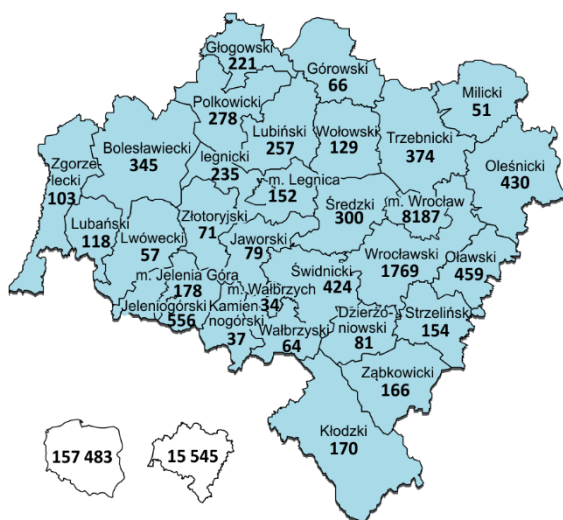 Głogowski
221
Górowski
66
Milicki
51
Polkowicki
278
Lubiński
257
Wołowski
129
Trzebnicki
374
Oleśnicki
430
Bolesławiecki
345
legnicki
235
Zgorze-
lecki
103
m. Legnica
152
Średzki
300
m. Wrocław
8187
Lubański
118
Lwówecki
57
Złotoryjski
71
Jaworski
79
Wrocławski
1769
Oławski
459
m. Jelenia Góra
178
Świdnicki
424
m. Wałbrzych
34
Jeleniogórski
556
Kamien
nogórski
37
Wałbrzyski
64
Dzierżo-
niowski
81
Strzeliński
154
Ząbkowicki
166
Kłodzki
170
157 483
15 545